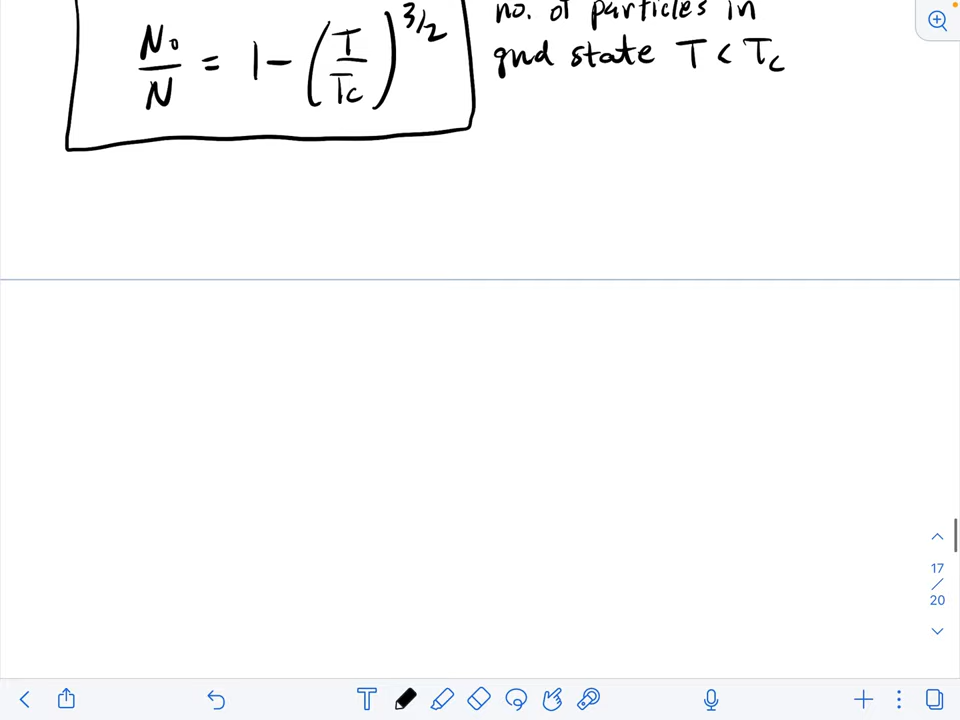 no. of particles in
N₀/N = 1 - (T/Tc)^3/2
gnd state T < Tc
17
/
20
T